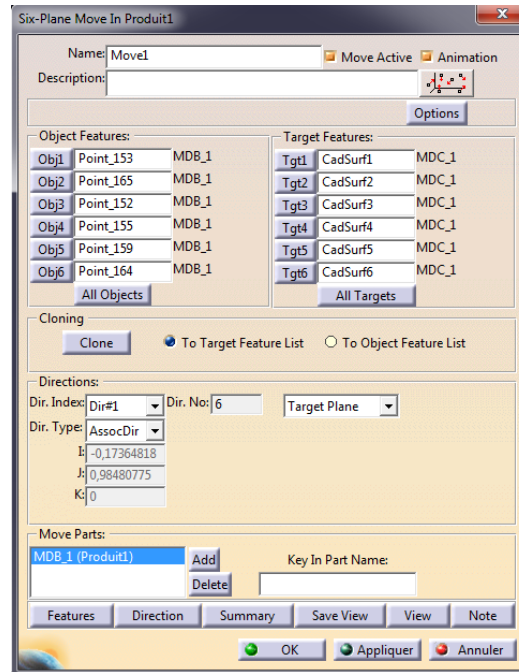 Six-Plane Move In Produit1
Name: Move1 Move Active Animation
Description:
Options
Object Features: Target Features:
Obj1 Point_153 MDB_1 Tgt1 CadSurf1 MDC_1
Obj2 Point_165 MDB_1 Tgt2 CadSurf2 MDC_1
Obj3 Point_152 MDB_1 Tgt3 CadSurf3 MDC_1
Obj4 Point_155 MDB_1 Tgt4 CadSurf4 MDC_1
Obj5 Point_159 MDB_1 Tgt5 CadSurf5 MDC_1
Obj6 Point_164 MDB_1 Tgt6 CadSurf6 MDC_1
All Objects All Targets
Cloning
Clone To Target Feature List To Object Feature List
Directions:
Dir. Index: Dir#1 Dir. No: 6 Target Plane
Dir. Type: AssocDir
I: -0,17364818
J: 0,98480775
K: 0
Move Parts:
MDB_1 (Produit1) Add Key In Part Name:
Delete
Features Direction Summary Save View View Note
OK Appliquer Annuler